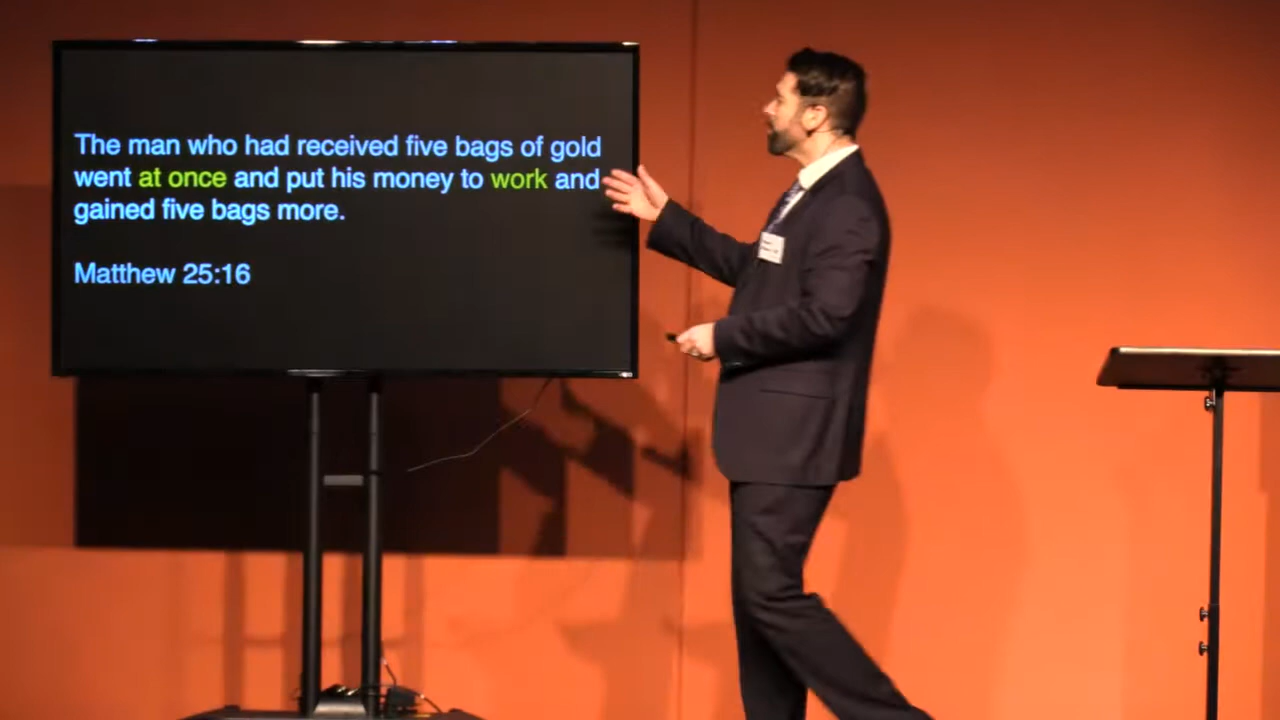 The man who had received five bags of gold
went at once and put his money to work and
gained five bags more.
Matthew 25:16